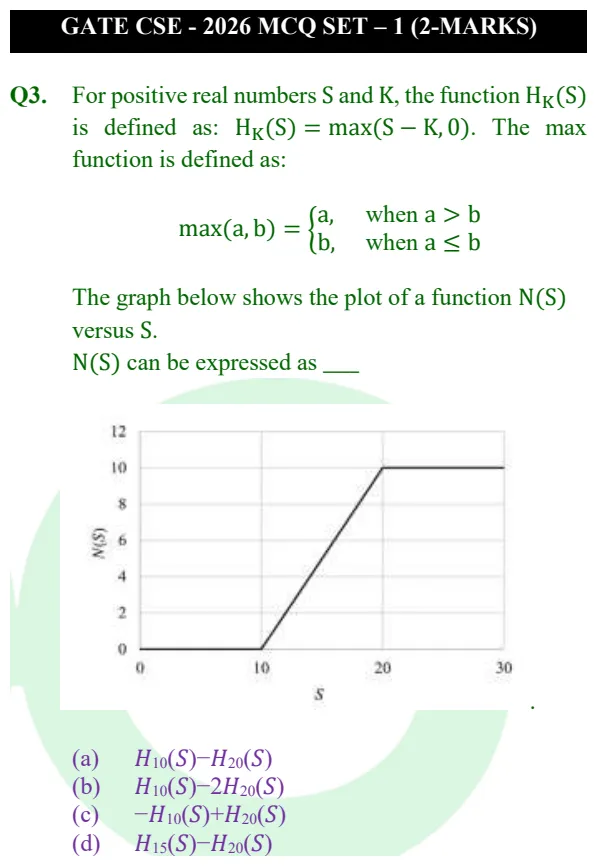 GATE CSE - 2026 MCQ SET – 1 (2-MARKS)
Q3. For positive real numbers S and K, the function H_K(S)
is defined as: H_K(S) = max(S − K, 0). The max
function is defined as:
max(a, b) = {a, when a > b
{b, when a ≤ b
The graph below shows the plot of a function N(S)
versus S.
N(S) can be expressed as ___
12
10
8
6
4
2
0
N(S)
0 10 20 30
S
.
(a) H₁₀(S)−H₂₀(S)
(b) H₁₀(S)−2H₂₀(S)
(c) −H₁₀(S)+H₂₀(S)
(d) H₁₅(S)−H₂₀(S)